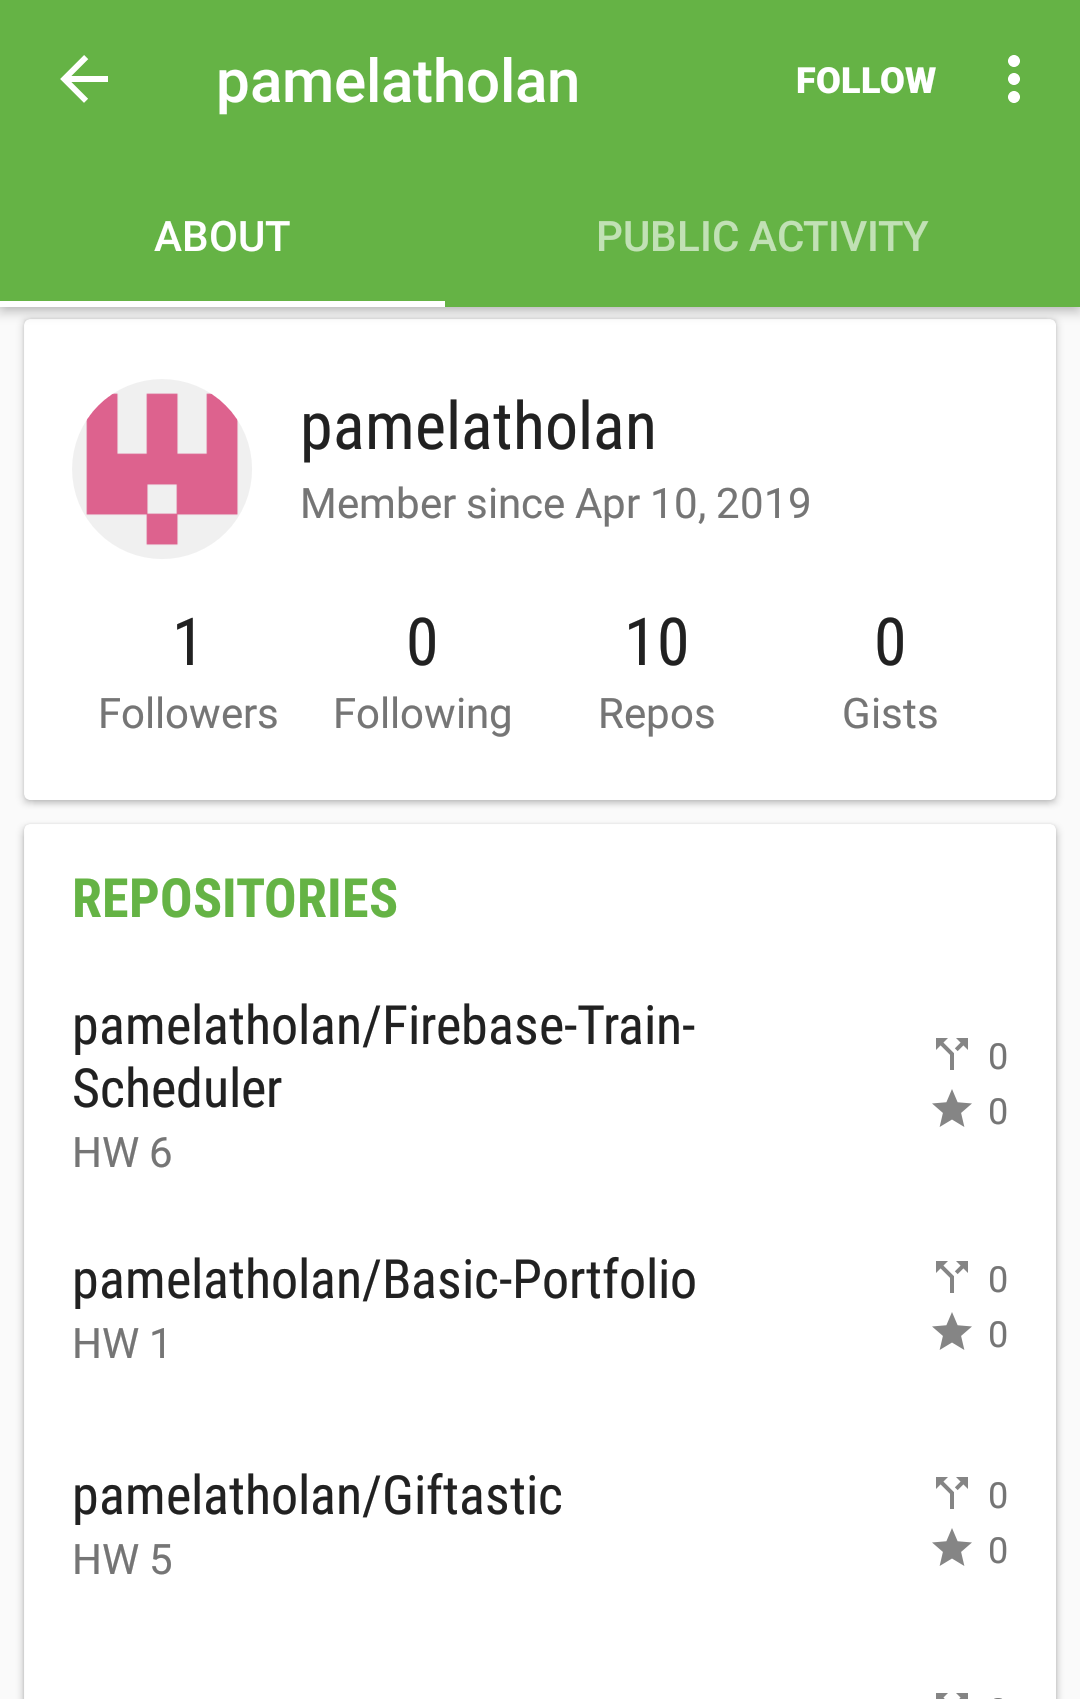 pamelatholan FOLLOW
ABOUT PUBLIC ACTIVITY
pamelatholan
Member since Apr 10, 2019
1 0 10 0
Followers Following Repos Gists
REPOSITORIES
pamelatholan/Firebase-Train-
Scheduler
0
0
HW 6
pamelatholan/Basic-Portfolio
0
HW 1
0
pamelatholan/Giftastic
0
HW 5
0